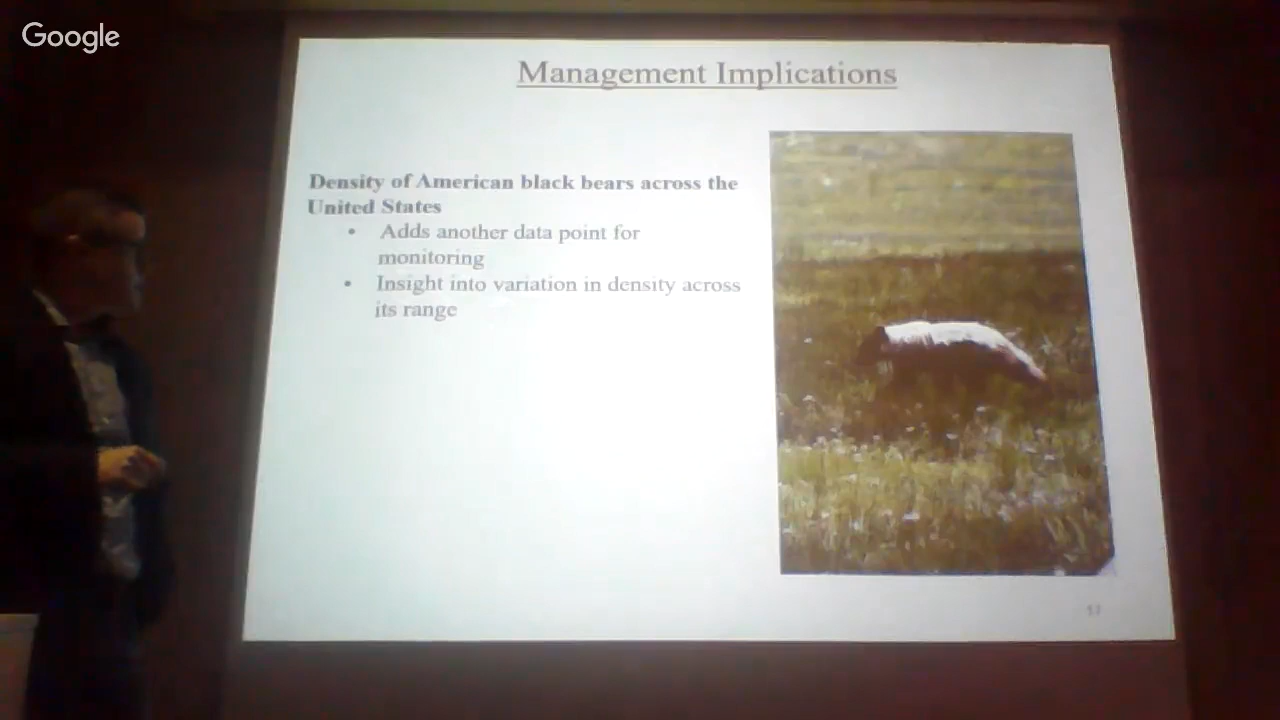 Google
Management Implications
Density of American black bears across the
United States
• Adds another data point for
monitoring
• Insight into variation in density across
its range